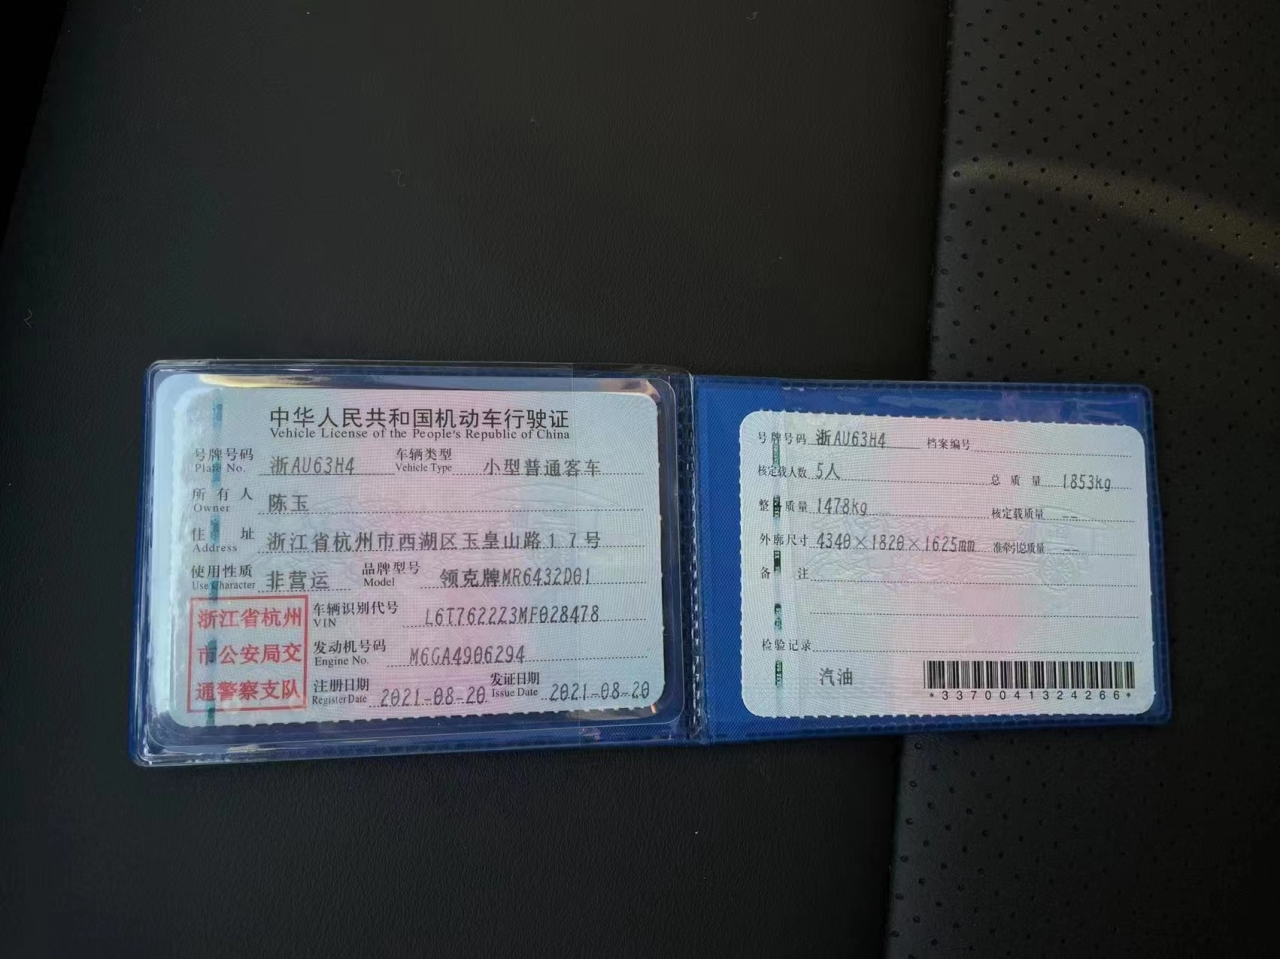 中华人民共和国机动车行驶证
Vehicle License of the People's Republic of China
号牌号码 浙AU63H4 车辆类型 小型普通客车
Plate No. Vehicle Type
所有人 陈玉
Owner
住址 浙江省杭州市西湖区玉皇山路17号
Address
使用性质 非营运 品牌型号 领克牌MR6432D01
Use Character Model
浙江省杭州
市公安局交
通警察支队
车辆识别代号 L6T7622Z3MF028478
VIN
发动机号码 M6GA4906294
Engine No.
注册日期 2021-08-20 发证日期 2021-08-20
Register Date Issue Date
号牌号码 浙AU63H4 档案编号
核定载人数 5人 总质量 1853kg
整备质量 1478kg 核定载质量 --
外廓尺寸 4340×1820×1625mm 准牵引总质量 --
备注
检验记录
汽油
*3370041324266*